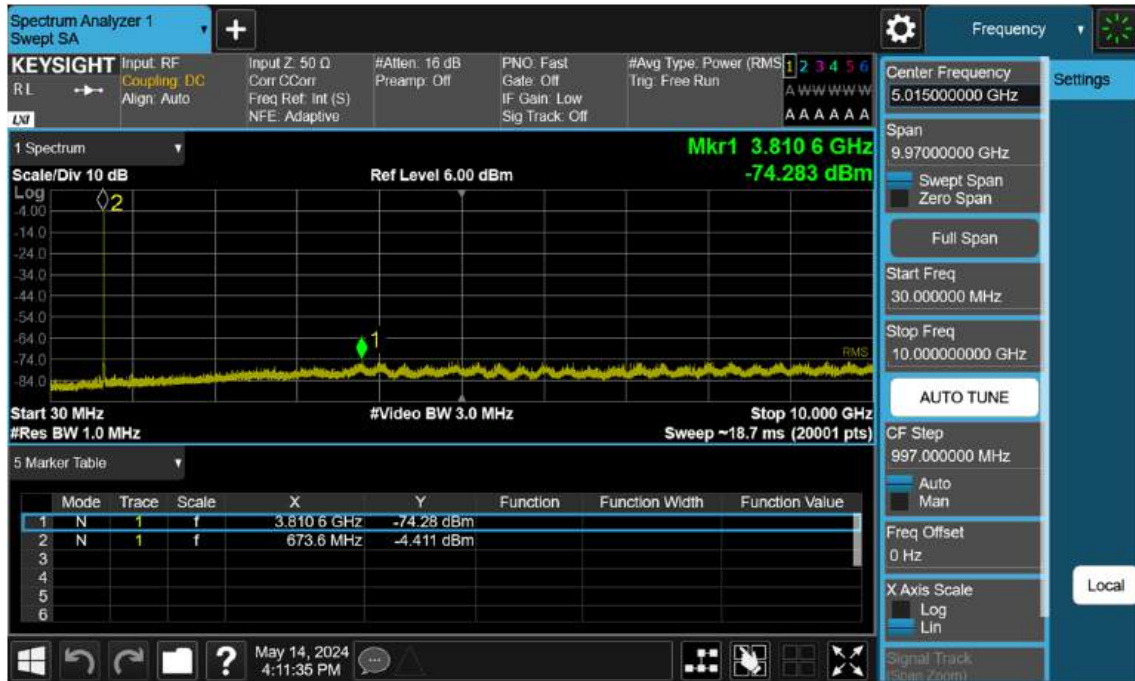 Spectrum Analyzer 1
Swept SA
Frequency
KEYSIGHT
RL
LXI
Input: RF
Coupling: DC
Align: Auto
Input Z: 50 Ω
Corr CCorr
Freq Ref: Int (S)
NFE: Adaptive
#Atten: 16 dB
Preamp: Off
PNO: Fast
Gate: Off
IF Gain: Low
Sig Track: Off
#Avg Type: Power (RMS
Trig: Free Run
1 2 3 4 5 6
A W W W W W
A A A A A A
1 Spectrum
Mkr1 3.810 6 GHz
Scale/Div 10 dB
Ref Level 6.00 dBm
-74.283 dBm
Log
2
-4.00
-14.0
-24.0
-34.0
-44.0
-54.0
-64.0
1
-74.0
RMS
-84.0
Start 30 MHz
#Video BW 3.0 MHz
Stop 10.000 GHz
#Res BW 1.0 MHz
Sweep ~18.7 ms (20001 pts)
5 Marker Table
Mode Trace Scale X Y Function Function Width Function Value
1 N 1 f 3.810 6 GHz -74.28 dBm
2 N 1 f 673.6 MHz -4.411 dBm
3
4
5
6
?
May 14, 2024
4:11:35 PM
Center Frequency
5.015000000 GHz
Settings
Span
9.97000000 GHz
Swept Span
Zero Span
Full Span
Start Freq
30.000000 MHz
Stop Freq
10.000000000 GHz
AUTO TUNE
CF Step
997.000000 MHz
Auto
Man
Freq Offset
0 Hz
Local
X Axis Scale
Log
Lin
Signal Track
(Span Zoom)